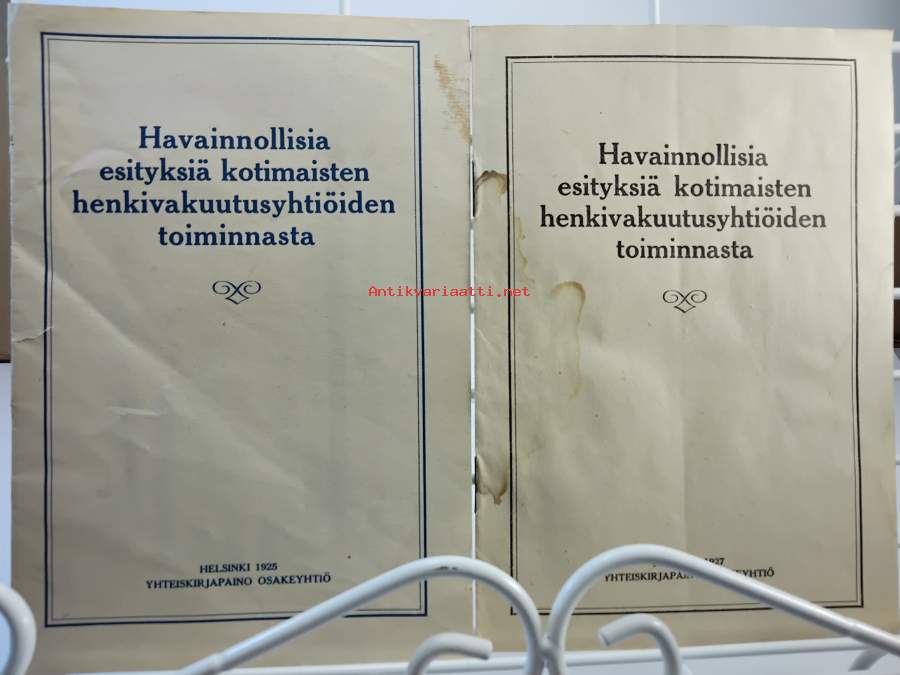 Havainnollisia
esityksiä kotimaisten
henkivakuutusyhtiöiden
toiminnasta
HELSINKI 1925
YHTEISKIRJAPAINO OSAKEYHTIÖ
Antikvariaatti.net
Havainnollisia
esityksiä kotimaisten
henkivakuutusyhtiöiden
toiminnasta